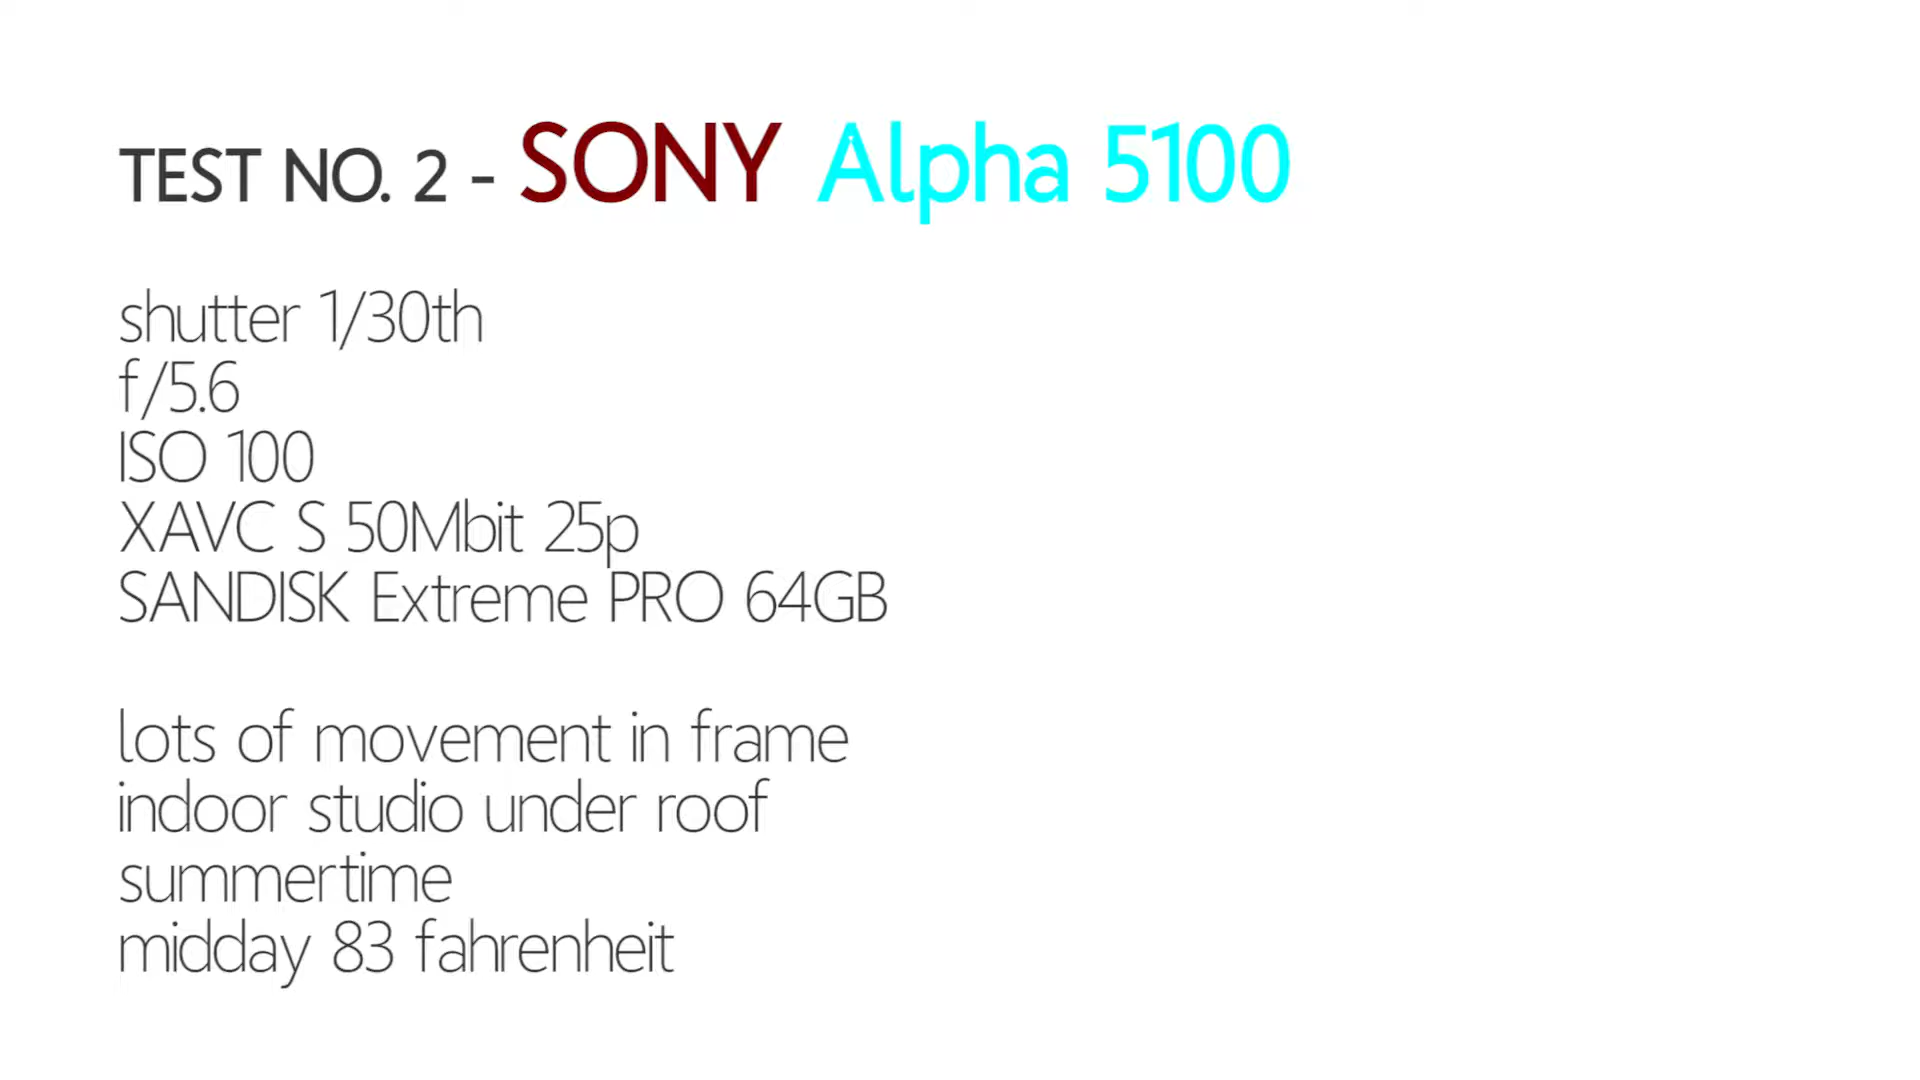 TEST NO. 2 - SONY Alpha 5100
shutter 1/30th
f/5.6
ISO 100
XAVC S 50Mbit 25p
SANDISK Extreme PRO 64GB
lots of movement in frame
indoor studio under roof
summertime
midday 83 fahrenheit